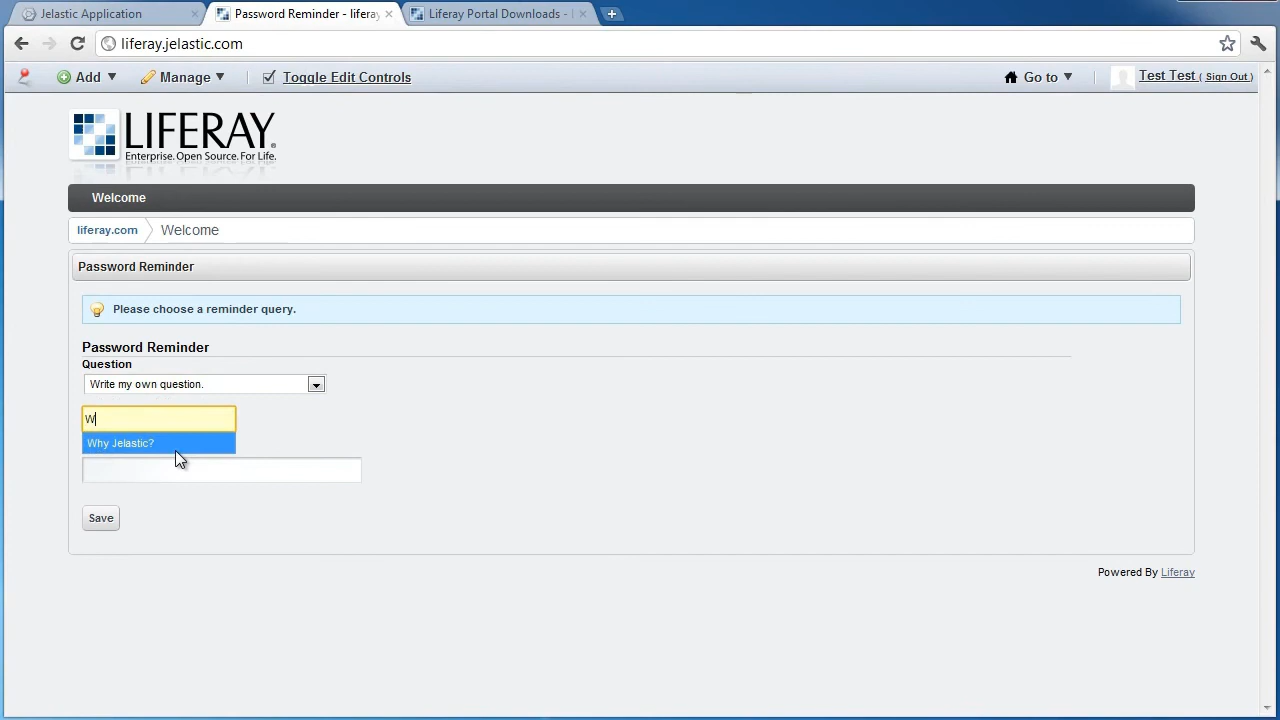 Jelastic Application
Password Reminder - liferay
Liferay Portal Downloads -
liferay.jelastic.com
Add Manage Toggle Edit Controls Go to Test Test ( Sign Out )
LIFERAY.
Enterprise. Open Source. For Life.
Welcome
liferay.com Welcome
Password Reminder
Please choose a reminder query.
Password Reminder
Question
Write my own question.
W
Why Jelastic?
Save
Powered By Liferay